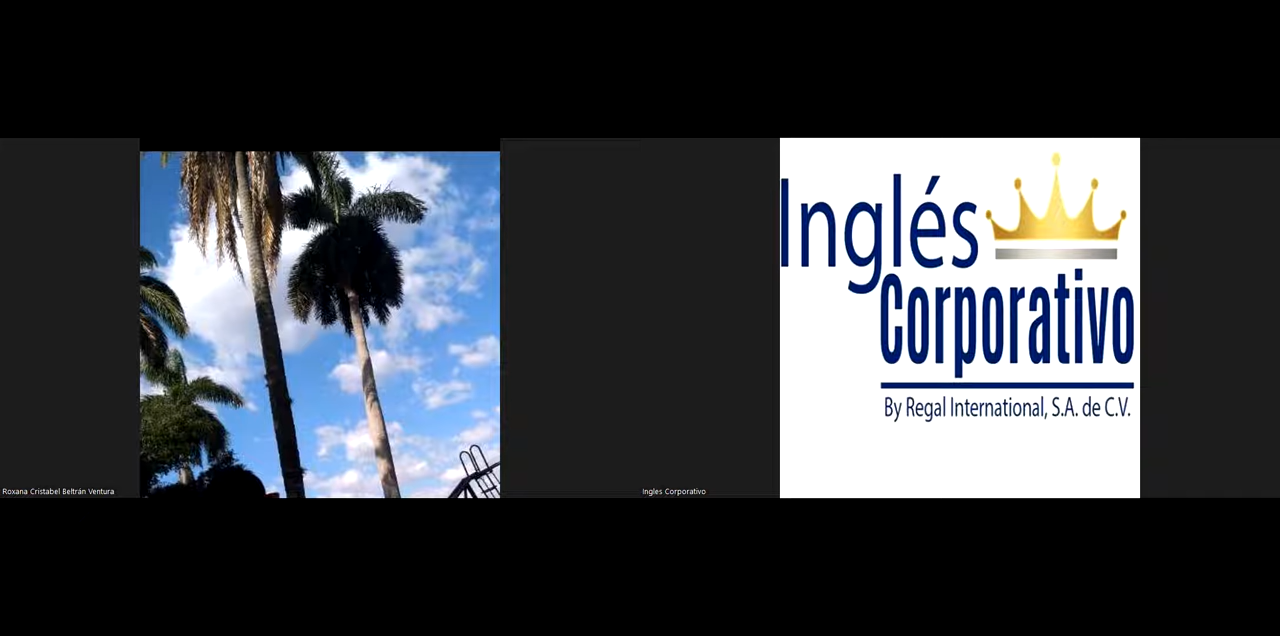 Inglés
Corporativo
By Regal International, S.A. de C.V.
Roxana Cristabel Beltrán Ventura
Ingles Corporativo